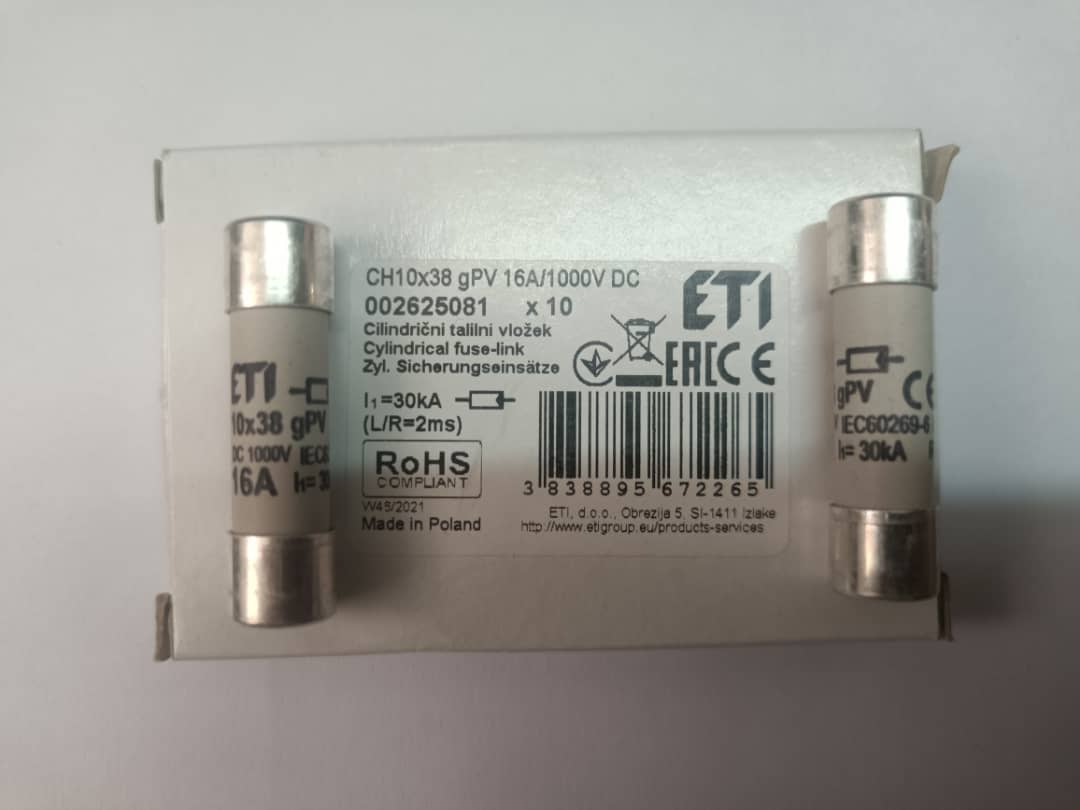 CH10x38 gPV 16A/1000V DC
002625081 x 10
ETI
Cilindrični talilni vložek
Cylindrical fuse-link
Zyl. Sicherungseinsätze
EAC CE
I₁=30kA
(L/R=2ms)
RoHS
COMPLIANT
3 838895 672265
W45/2021
Made in Poland
ETI, d.o.o., Obrezija 5, SI-1411 Izlake
http://www.etigroup.eu/products-services
ETI
10x38 gPV
DC 1000V
16A
gPV CE
IEC60269-6
I₁= 30kA